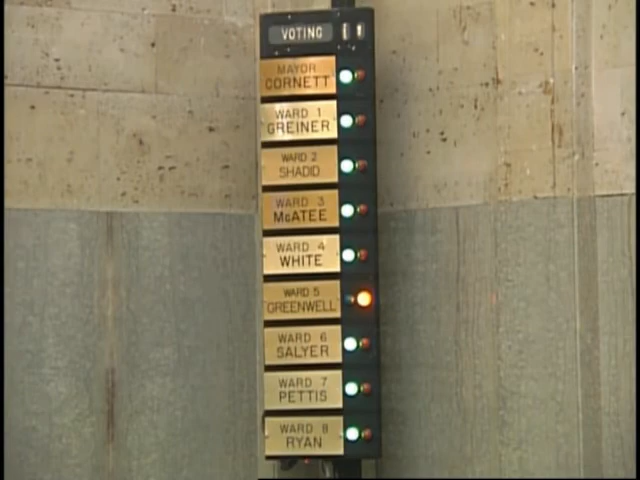 VOTING
MAYOR
CORNETT
WARD 1
GREINER
WARD 2
SHADID
WARD 3
McATEE
WARD 4
WHITE
WARD 5
GREENWELL
WARD 6
SALYER
WARD 7
PETTIS
WARD 8
RYAN